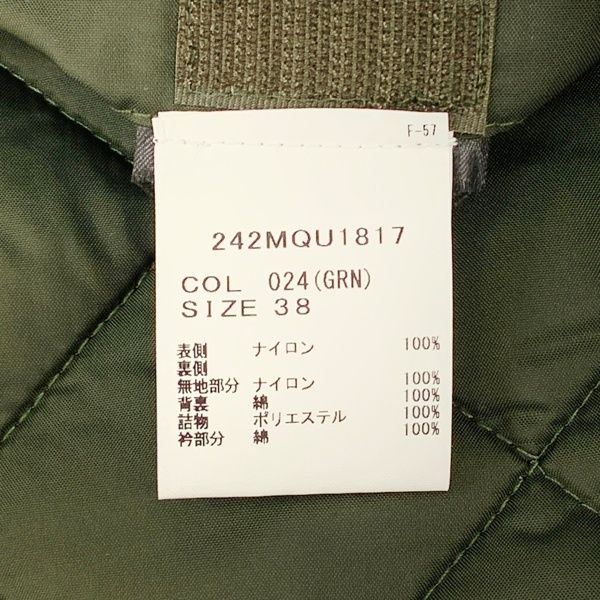 F-57
242MQU1817
COL 024(GRN)
SIZE 38
表側 ナイロン 100%
裏側
無地部分 ナイロン 100%
背裏 綿 100%
詰物 ポリエステル 100%
衿部分 綿 100%